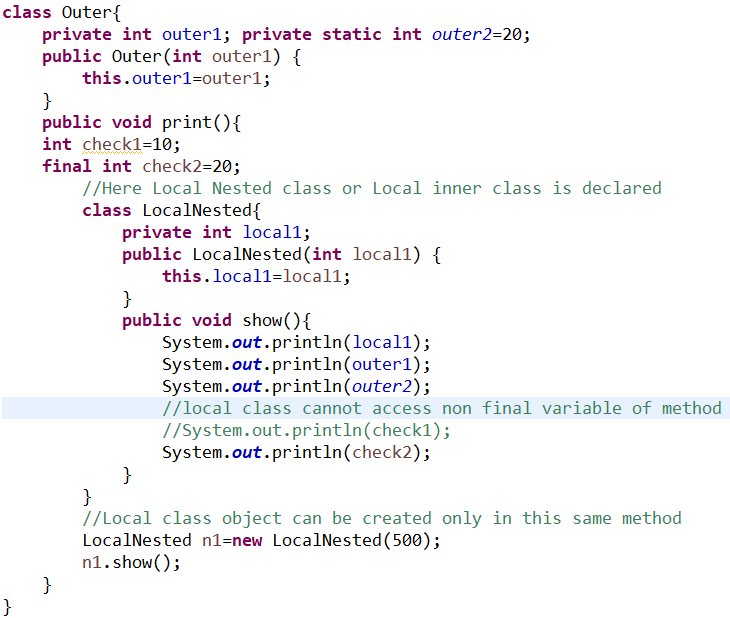 class Outer{
    private int outer1; private static int outer2=20;
    public Outer(int outer1) {
        this.outer1=outer1;
    }
    public void print(){
    int check1=10;
    final int check2=20;
        //Here Local Nested class or Local inner class is declared
        class LocalNested{
            private int local1;
            public LocalNested(int local1) {
                this.local1=local1;
            }
            public void show(){
                System.out.println(local1);
                System.out.println(outer1);
                System.out.println(outer2);
                //local class cannot access non final variable of method
                //System.out.println(check1);
                System.out.println(check2);
            }
        }
        //Local class object can be created only in this same method
        LocalNested n1=new LocalNested(500);
        n1.show();
    }
}